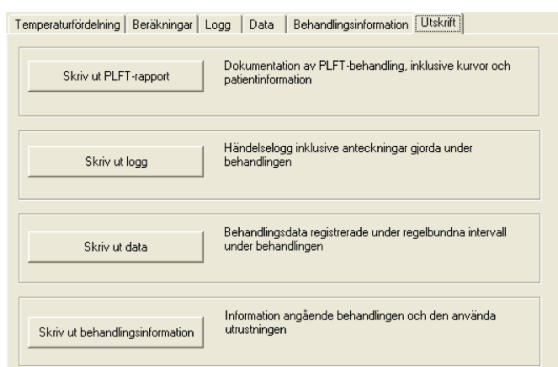 Temperaturfördelning Beräkningar Logg Data Behandlingsinformation Utskrift
Skriv ut PLFT-rapport
Dokumentation av PLFT-behandling, inklusive kurvor och
patientinformation
Skriv ut logg
Händelselogg inklusive anteckningar gjorda under
behandlingen
Skriv ut data
Behandlingsdata registrerade under regelbundna intervall
under behandlingen
Skriv ut behandlingsinformation
Information angående behandlingen och den använda
utrustningen